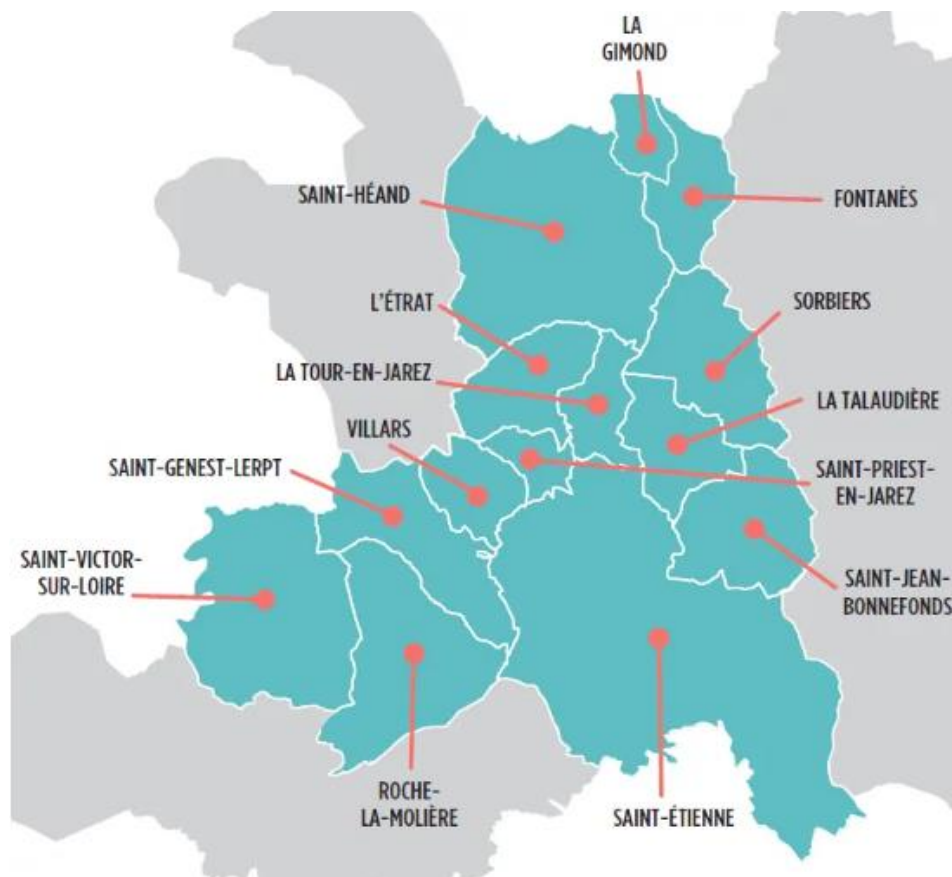 LA
GIMOND
SAINT-HÉAND
FONTANÈS
L'ÉTRAT
SORBIERS
LA TOUR-EN-JAREZ
LA TALAUDIÈRE
VILLARS
SAINT-GENEST-LERPT
SAINT-PRIEST-
EN-JAREZ
SAINT-VICTOR-
SUR-LOIRE
SAINT-JEAN-
BONNEFONDS
ROCHE-
LA-MOLIÈRE
SAINT-ÉTIENNE